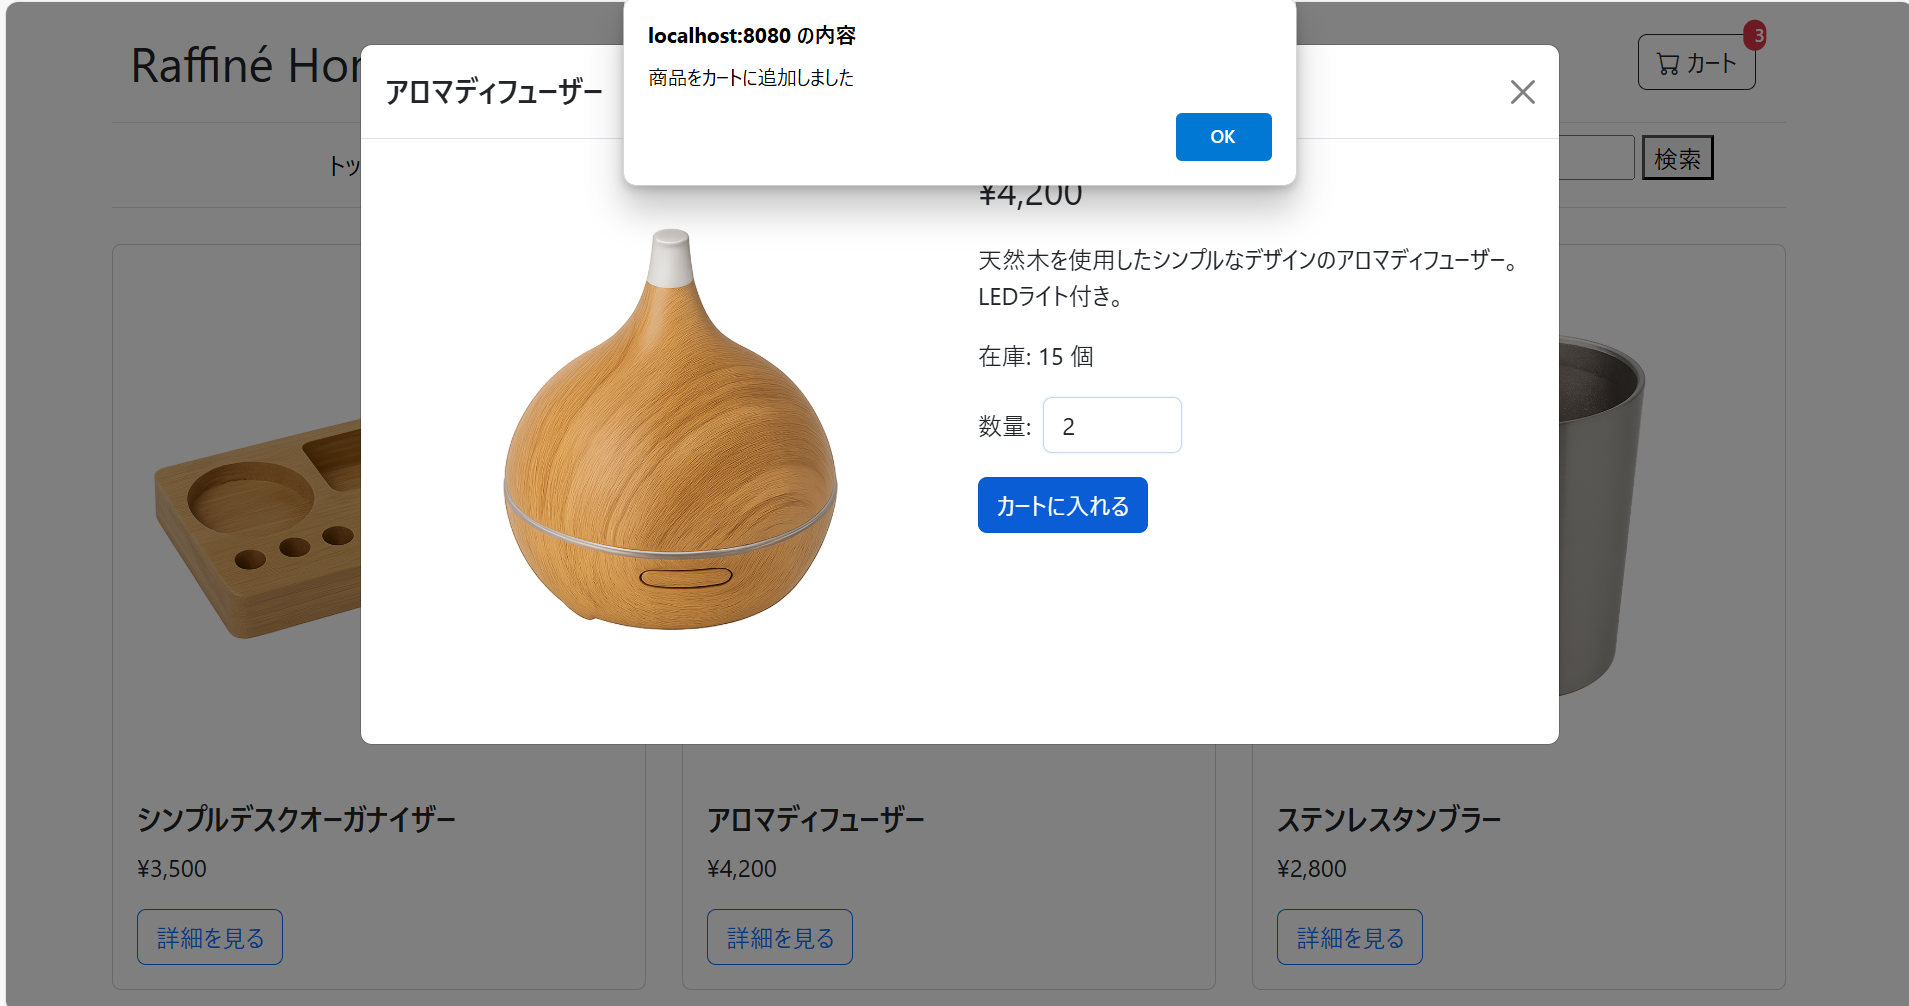 localhost:8080 の内容
商品をカートに追加しました
OK
Raffiné
カート
3
検索
アロマディフューザー
¥4,200
天然木を使用したシンプルなデザインのアロマディフューザー。
LEDライト付き。
在庫: 15 個
数量: 2
カートに入れる
シンプルデスクオーガナイザー
¥3,500
詳細を見る
アロマディフューザー
¥4,200
詳細を見る
ステンレスタンブラー
¥2,800
詳細を見る